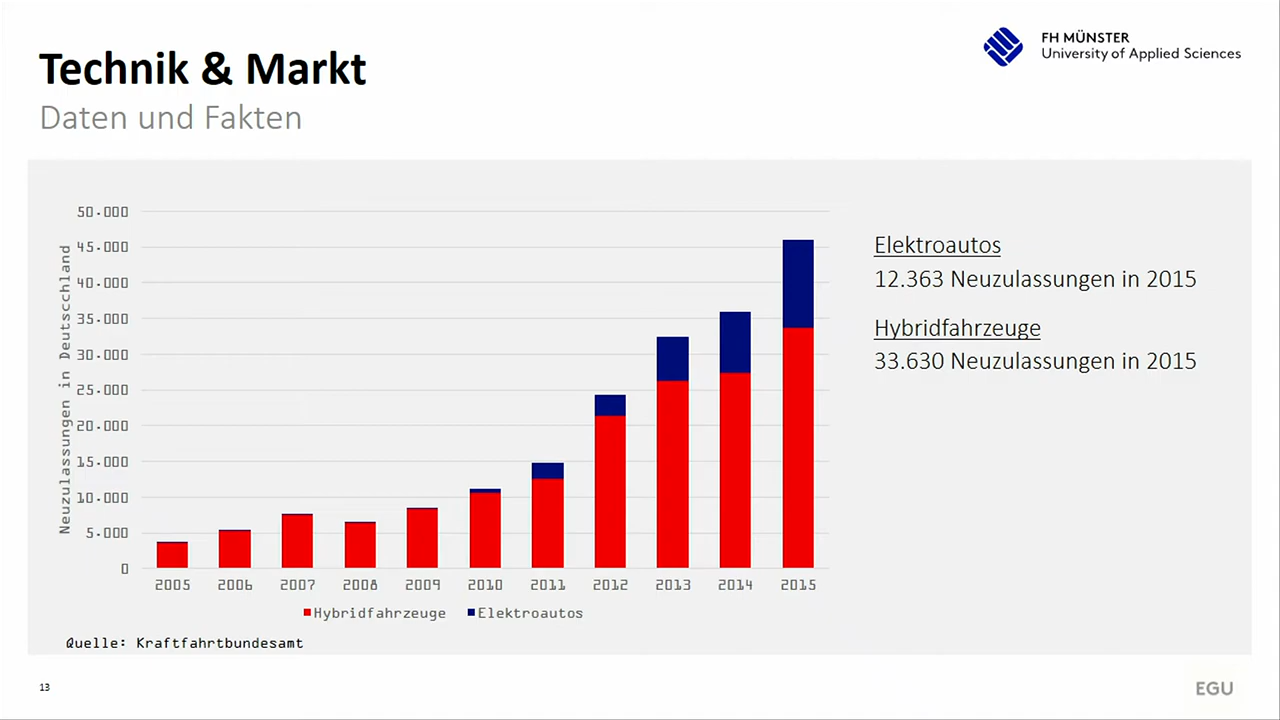 FH MÜNSTER
University of Applied Sciences
Technik & Markt
Daten und Fakten
Neuzulassungen in Deutscchland
50.000
45.000
40.000
35.000
30.000
25.000
20.000
15.000
10.000
5.000
0
2005 2006 2007 2008 2009 2010 2011 2012 2013 2014 2015
Hybridfahrzeuge Elektroautos
Quelle: Kraftfahrtbundesamt
Elektroautos
12.363 Neuzulassungen in 2015
Hybridfahrzeuge
33.630 Neuzulassungen in 2015
13
EGU